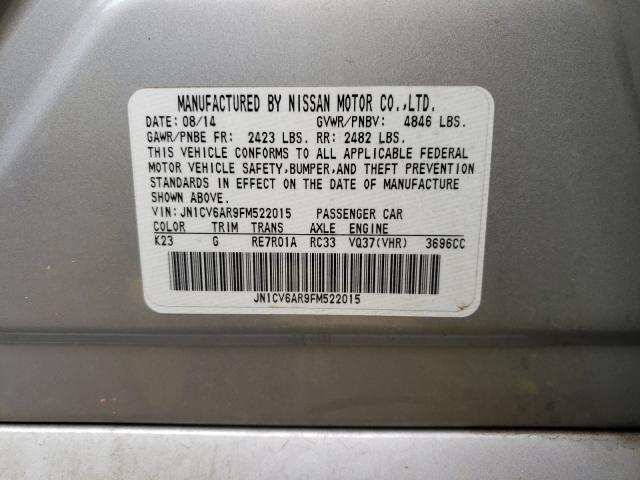 MANUFACTURED BY NISSAN MOTOR CO.,LTD.
DATE: 08/14 GVWR/PNBV: 4846 LBS.
GAWR/PNBE FR: 2423 LBS. RR: 2482 LBS.
THIS VEHICLE CONFORMS TO ALL APPLICABLE FEDERAL
MOTOR VEHICLE SAFETY,BUMPER,AND THEFT PREVENTION
STANDARDS IN EFFECT ON THE DATE OF MANUFACTURE
SHOWN ABOVE.
VIN:JN1CV6AR9FM522015 PASSENGER CAR
COLOR TRIM TRANS AXLE ENGINE
K23 G RE7R01A RC33 VQ37(VHR) 3696CC
JN1CV6AR9FM522015